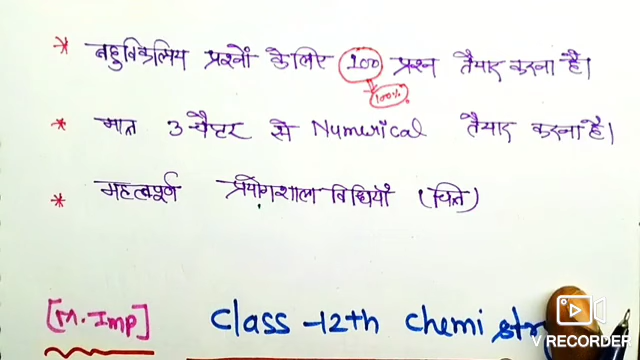 * बहुविकल्पिय प्रश्नों के लिए 100 प्रश्न तैयार करना है।
100%
* मात्र 3-चैप्टर से Numerical तैयार करना है।
* महत्वपूर्ण प्रयोगशाला विधियाँ (चित्र)
[M. Imp] Class-12th Chemistr
V RECORDER